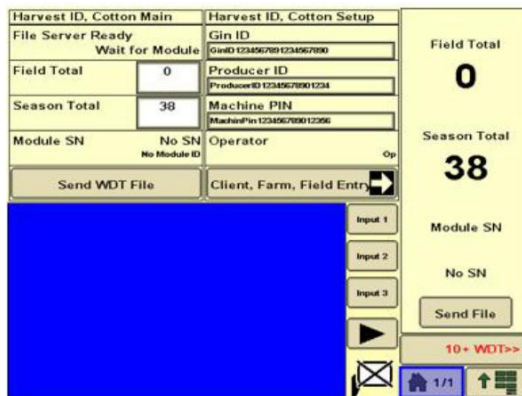 Harvest ID, Cotton Main
File Server Ready
Wait for Module
Field Total
0
Season Total
38
Module SN
No SN
No Module ID
Send WDT File
Harvest ID, Cotton Setup
Gin ID
GinID1234567891234567890
Producer ID
ProducerID12345678901234
Machine PIN
MachinPin123456789012356
Operator
Op
Client, Farm, Field Entry
Input 1
Input 2
Input 3
Field Total
0
Season Total
38
Module SN
No SN
Send File
10+ WDT>>
1/1